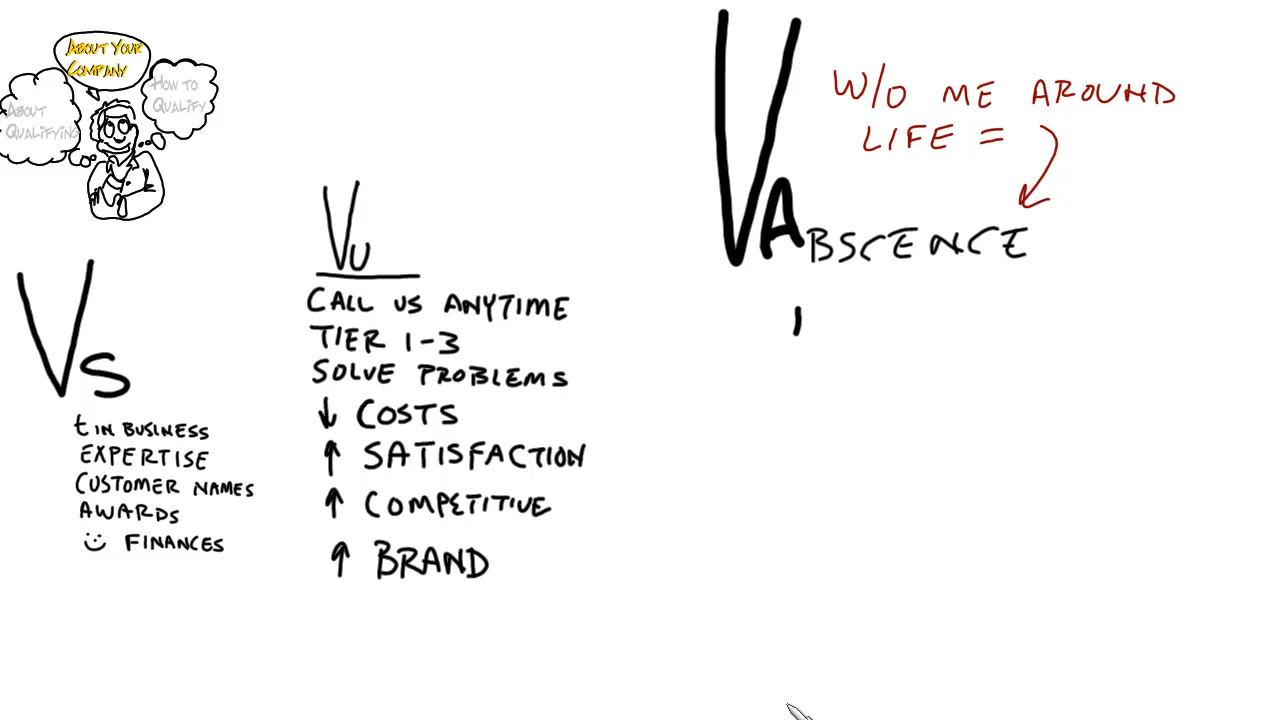 ABOUT YOUR
COMPANY
ABOUT
QUALIFYING
HOW TO
QUALIFY
Vs
t IN BUSINESS
EXPERTISE
CUSTOMER NAMES
AWARDS
FINANCES
Vu
CALL US ANYTIME
TIER 1-3
SOLVE PROBLEMS
↓ COSTS
↑ SATISFACTION
↑ COMPETITIVE
↑ BRAND
W/O ME AROUND
LIFE =
VABSCENCE